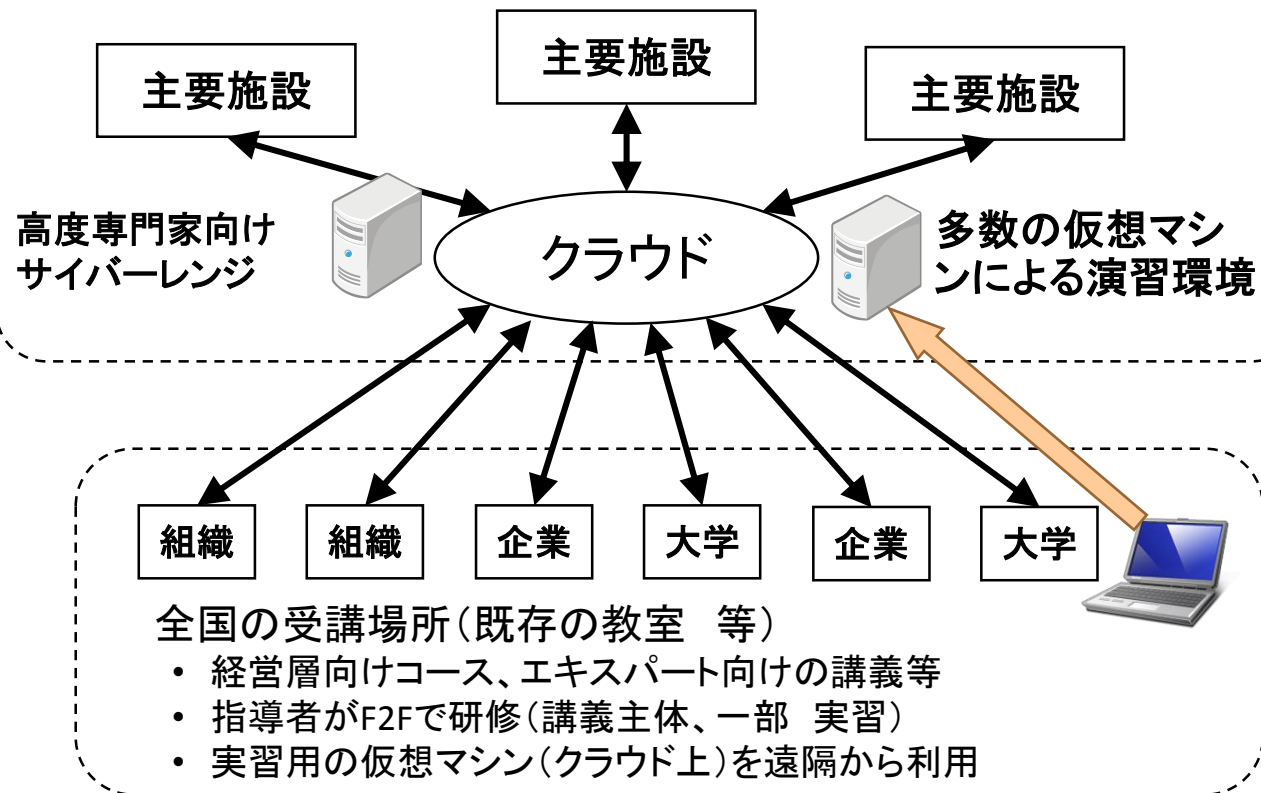 主要施設
主要施設
主要施設
高度専門家向け
サイバーレンジ
クラウド
多数の仮想マシ
ンによる演習環境
組織
組織
企業
大学
企業
大学
全国の受講場所（既存の教室　等）
• 経営層向けコース、エキスパート向けの講義等
• 指導者がF2Fで研修（講義主体、一部　実習）
• 実習用の仮想マシン（クラウド上）を遠隔から利用